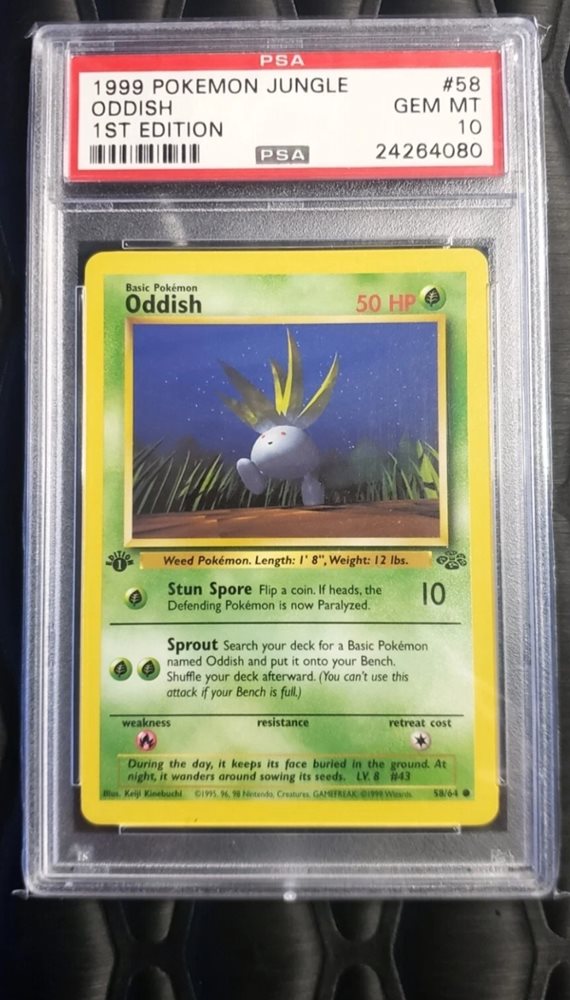 PSA
1999 POKEMON JUNGLE #58
ODDISH GEM MT
1ST EDITION 10
PSA 24264080
Basic Pokémon
Oddish 50 HP
EDITION
1
Weed Pokémon. Length: 1' 8", Weight: 12 lbs.
Stun Spore Flip a coin. If heads, the
Defending Pokémon is now Paralyzed.
10
Sprout Search your deck for a Basic Pokémon
named Oddish and put it onto your Bench.
Shuffle your deck afterward. (You can't use this
attack if your Bench is full.)
weakness resistance retreat cost
During the day, it keeps its face buried in the ground. At
night, it wanders around sowing its seeds. LV. 8 #43
Illus. Keiji Kinebuchi ©1995, 96, 98 Nintendo, Creatures, GAMEFREAK. ©1999 Wizards. 58/64